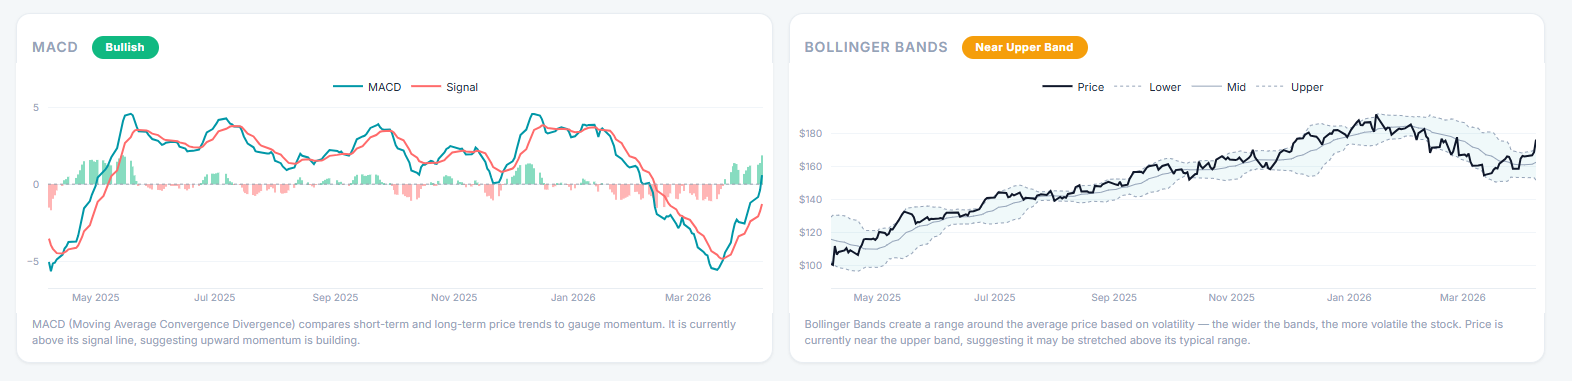 MACD
Bullish
MACD
Signal
5
0
−5
May 2025
Jul 2025
Sep 2025
Nov 2025
Jan 2026
Mar 2026
MACD (Moving Average Convergence Divergence) compares short-term and long-term price trends to gauge momentum. It is currently
above its signal line, suggesting upward momentum is building.
BOLLINGER BANDS
Near Upper Band
Price
Lower
Mid
Upper
$180
$160
$140
$120
$100
May 2025
Jul 2025
Sep 2025
Nov 2025
Jan 2026
Mar 2026
Bollinger Bands create a range around the average price based on volatility — the wider the bands, the more volatile the stock. Price is
currently near the upper band, suggesting it may be stretched above its typical range.